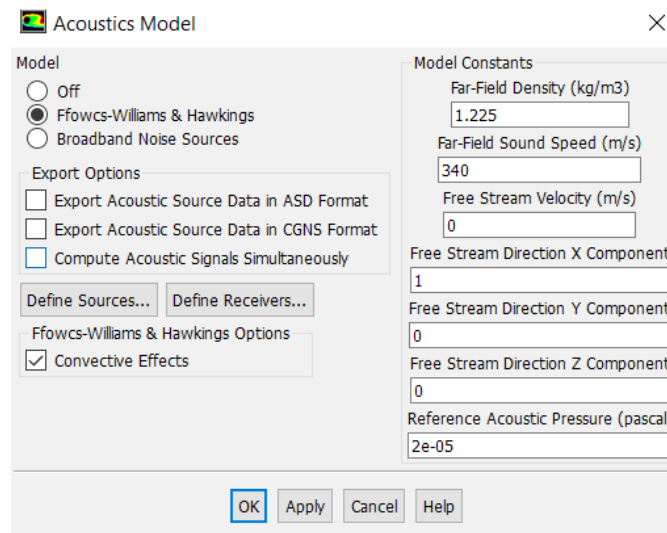 Acoustics Model
Model
Off
Ffowcs-Williams & Hawkings
Broadband Noise Sources
Export Options
Export Acoustic Source Data in ASD Format
Export Acoustic Source Data in CGNS Format
Compute Acoustic Signals Simultaneously
Define Sources... Define Receivers...
Ffowcs-Williams & Hawkings Options
Convective Effects
Model Constants
Far-Field Density (kg/m3)
1.225
Far-Field Sound Speed (m/s)
340
Free Stream Velocity (m/s)
0
Free Stream Direction X Component
1
Free Stream Direction Y Component
0
Free Stream Direction Z Component
0
Reference Acoustic Pressure (pascal
2e-05
OK Apply Cancel Help